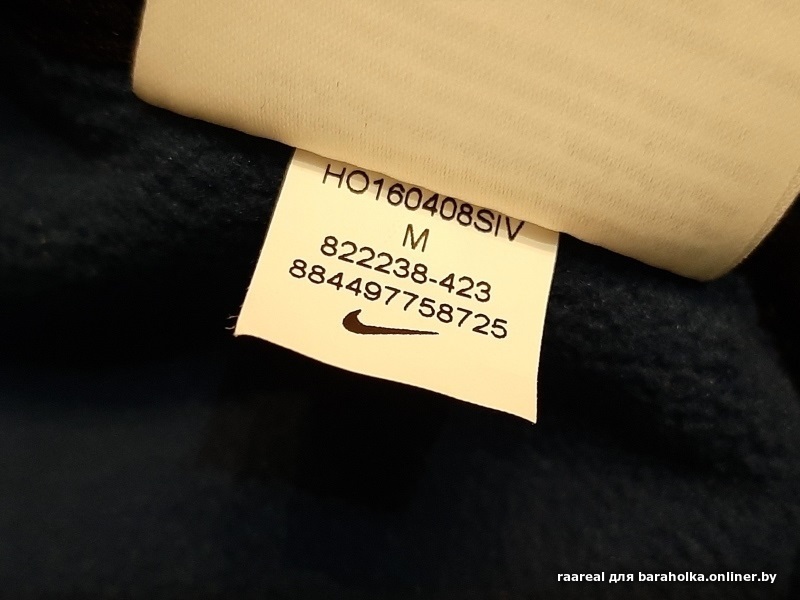 HO160408SIV
M
822238-423
884497758725
raareal для baraholka.onliner.by